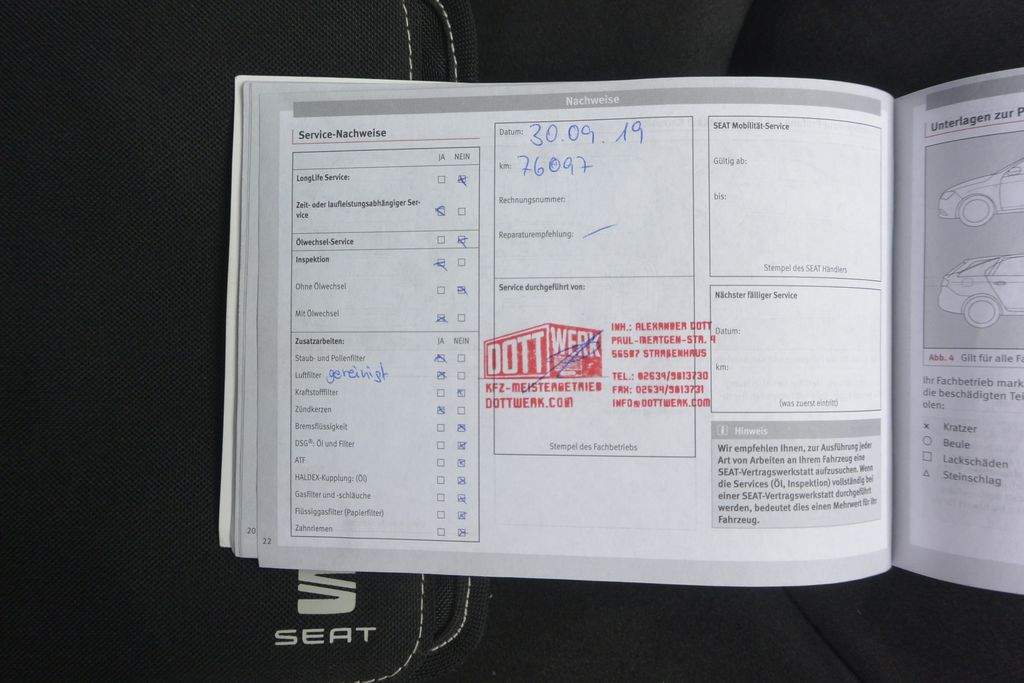 Nachweise
Service-Nachweise
JA NEIN
LongLife Service:
Zeit- oder laufleistungsabhängiger Ser-
vice
Ölwechsel-Service
Inspektion
Ohne Ölwechsel
Mit Ölwechsel
Zusatzarbeiten: JA NEIN
Staub- und Pollenfilter
Luftfilter gereinigt
Kraftstofffilter
Zündkerzen
Bremsflüssigkeit
DSG®: Öl und Filter
ATF
HALDEX-Kupplung: (Öl)
Gasfilter und -schläuche
Flüssiggasfilter (Papierfilter)
Zahnriemen
Datum: 30.09.19
km: 76097
Rechnungsnummer:
Reparaturempfehlung:
Service durchgeführt von:
DOTT WERK
KFZ-MEISTERBETRIEB
DOTTWERK.COM
INH.: ALEXANDER DOTT
PAUL-MERTGEN-STR. 4
56587 STRAßENHAUS
TEL.: 02634/9813730
FAX: 02634/9813731
INFO@DOTTWERK.COM
Stempel des Fachbetriebs
SEAT Mobilität-Service
Gültig ab:
bis:
Stempel des SEAT Händlers
Nächster fälliger Service
Datum:
km:
(was zuerst eintritt)
Hinweis
Wir empfehlen Ihnen, zur Ausführung jeder
Art von Arbeiten an Ihrem Fahrzeug eine
SEAT-Vertragswerkstatt aufzusuchen. Wenn
die Services (Öl, Inspektion) vollständig bei
einer SEAT-Vertragswerkstatt durchgeführt
werden, bedeutet dies einen Mehrwert für Ihr
Fahrzeug.
20
22
Unterlagen zur
Abb. 4 Gilt für alle
Ihr Fachbetrieb
die beschädigten
olen:
Kratzer
Beule
Lackschäden
Steinschlag
SEAT